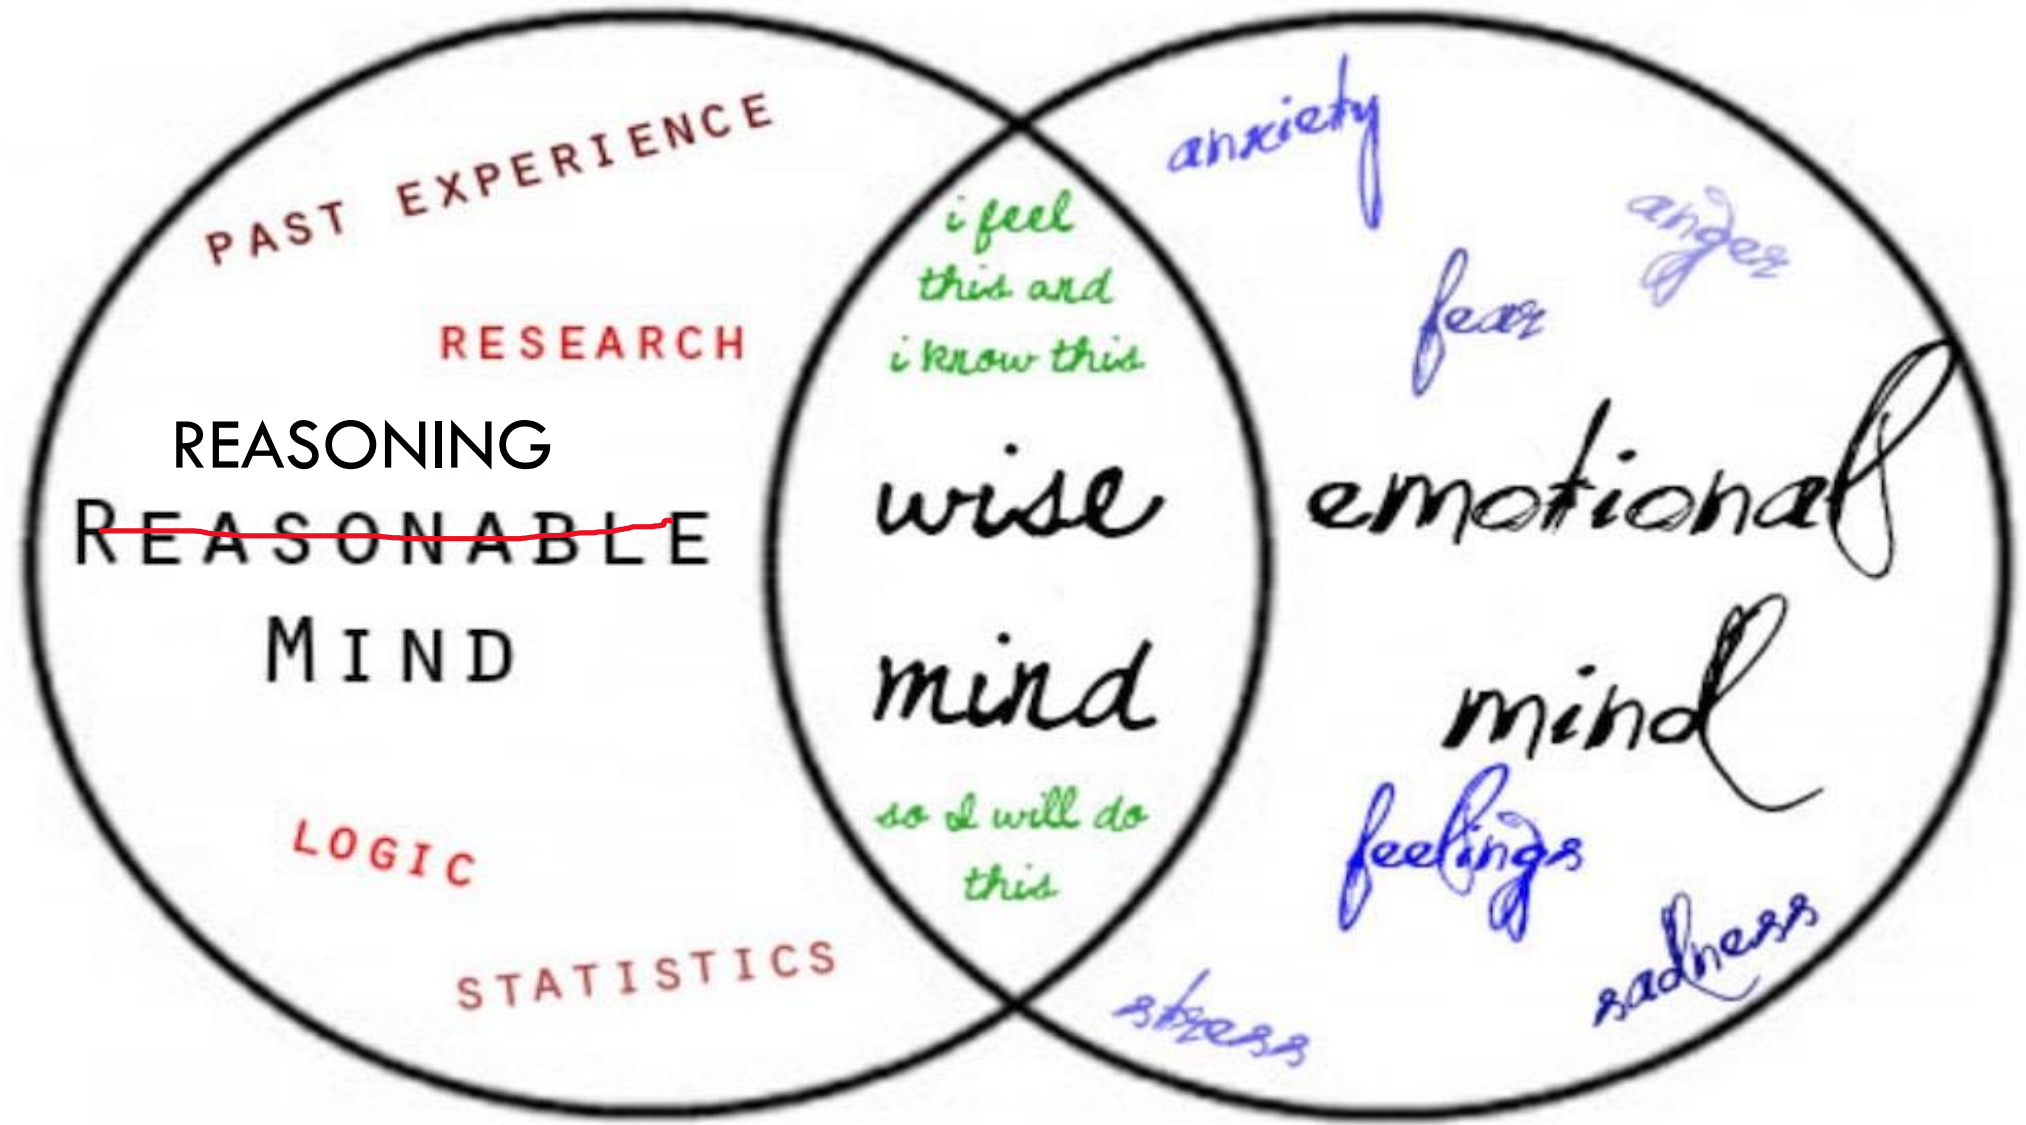 PAST EXPERIENCE
RESEARCH
REASONING
REASONABLE
MIND
LOGIC
STATISTICS
i feel
this and
i know this
wise
mind
so I will do
this
anxiety
anger
fear
emotional
mind
feelings
sadness
stress